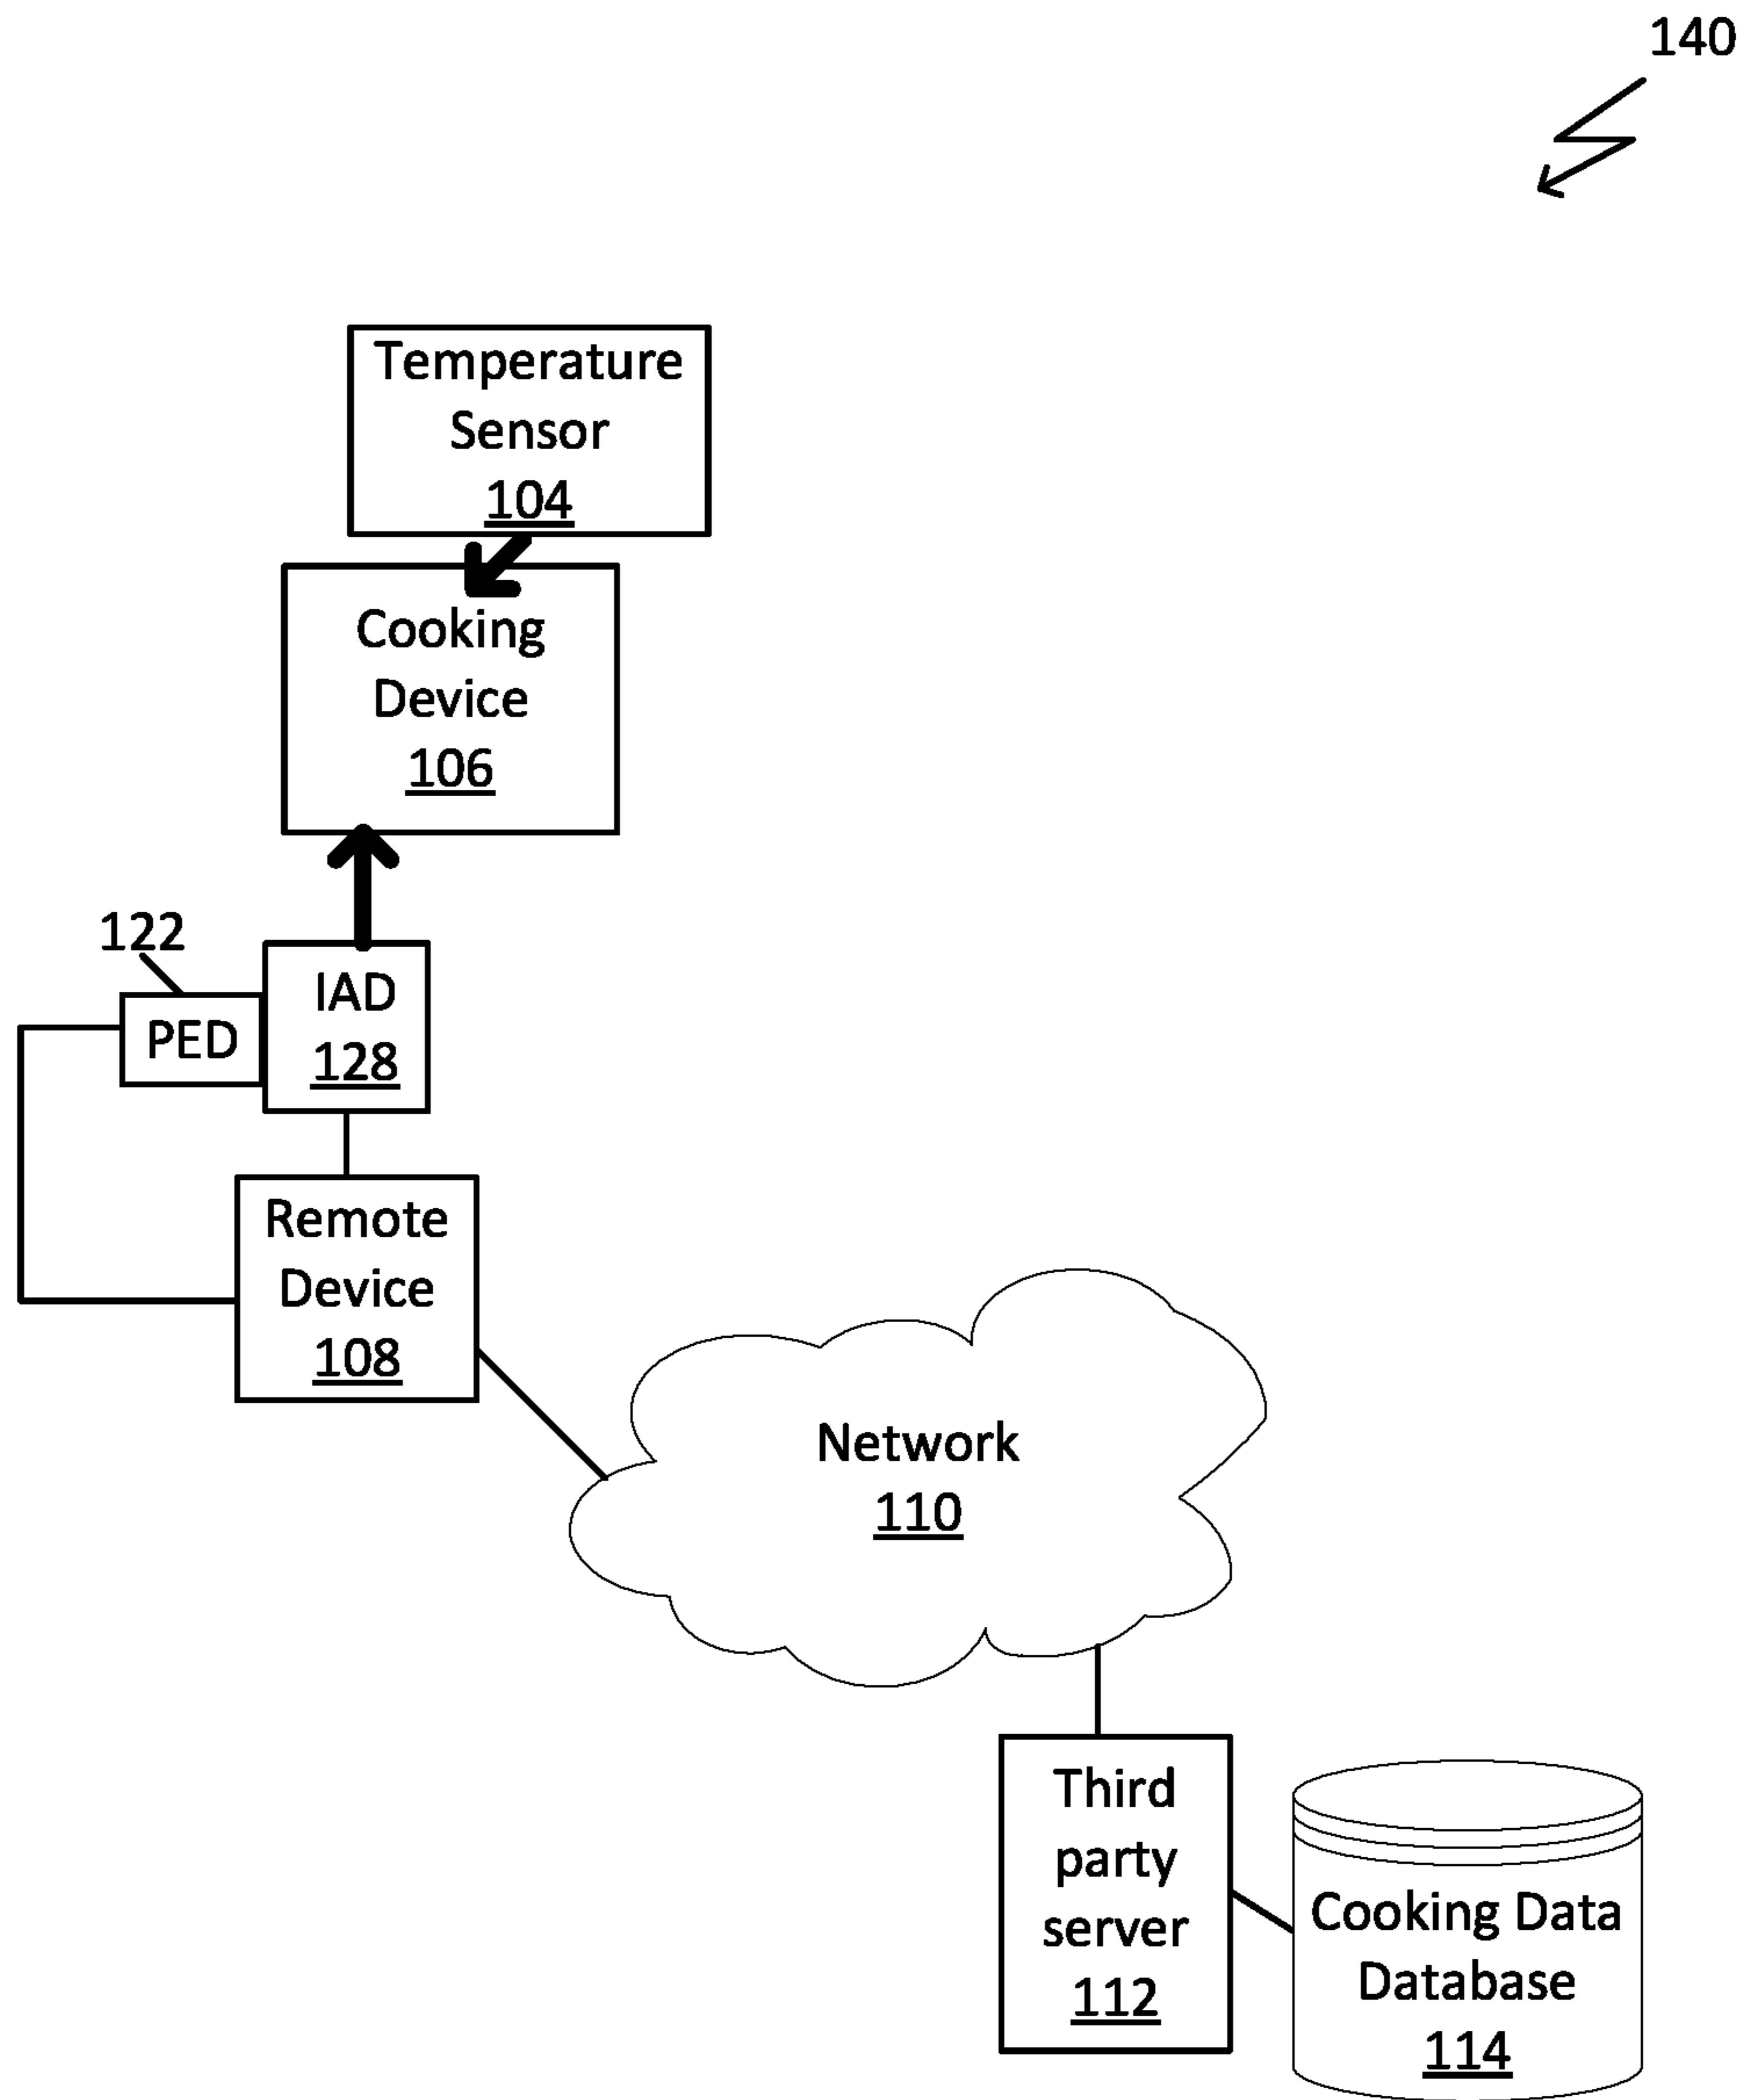 140
Temperature
Sensor
104
Cooking
Device
106
122
PED
IAD
128
Remote
Device
108
Network
110
Third
party
server
112
Cooking Data
Database
114